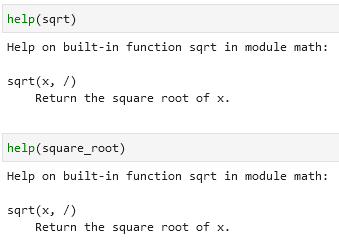 help(sqrt)
Help on built-in function sqrt in module math:
sqrt(x, /)
    Return the square root of x.
help(square_root)
Help on built-in function sqrt in module math:
sqrt(x, /)
    Return the square root of x.